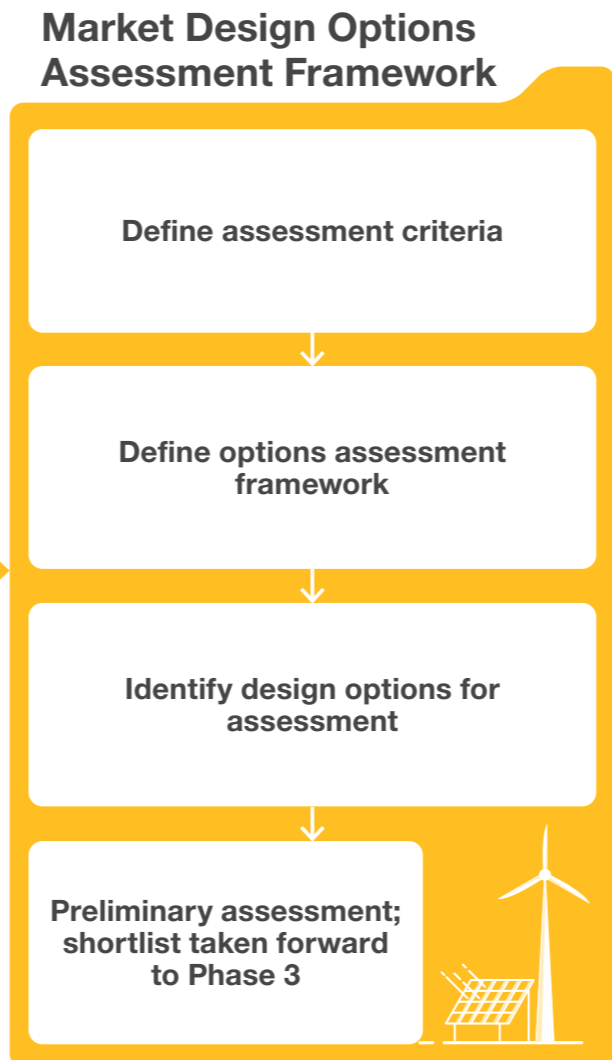 Market Design Options
Assessment Framework
Define assessment criteria
Define options assessment
framework
Identify design options for
assessment
Preliminary assessment;
shortlist taken forward
to Phase 3